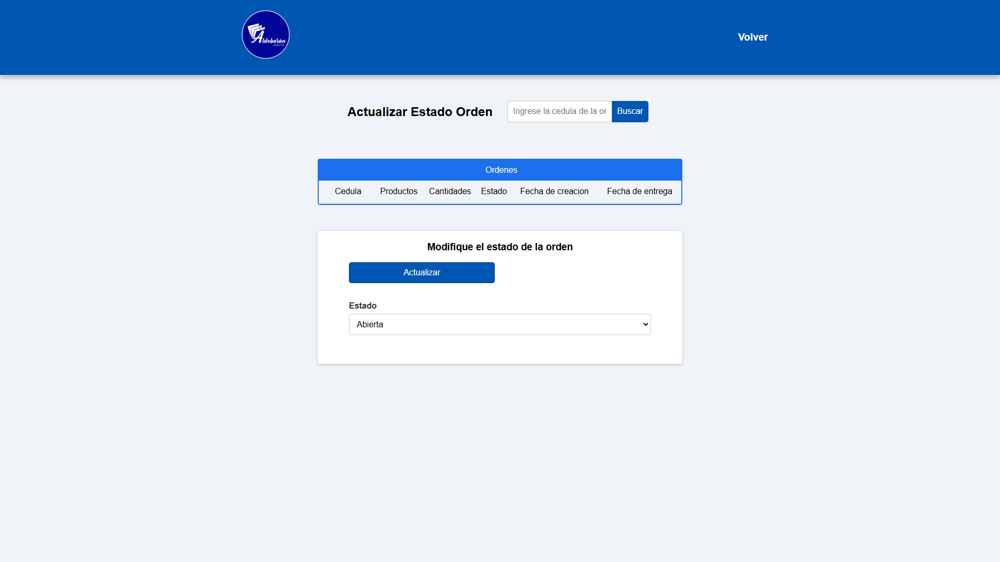 Aldebarán
ARGENTINA
Volver
Actualizar Estado Orden
Ingrese la cedula de la or
Buscar
Ordenes
Cedula Productos Cantidades Estado Fecha de creacion Fecha de entrega
Modifique el estado de la orden
Actualizar
Estado
Abierta